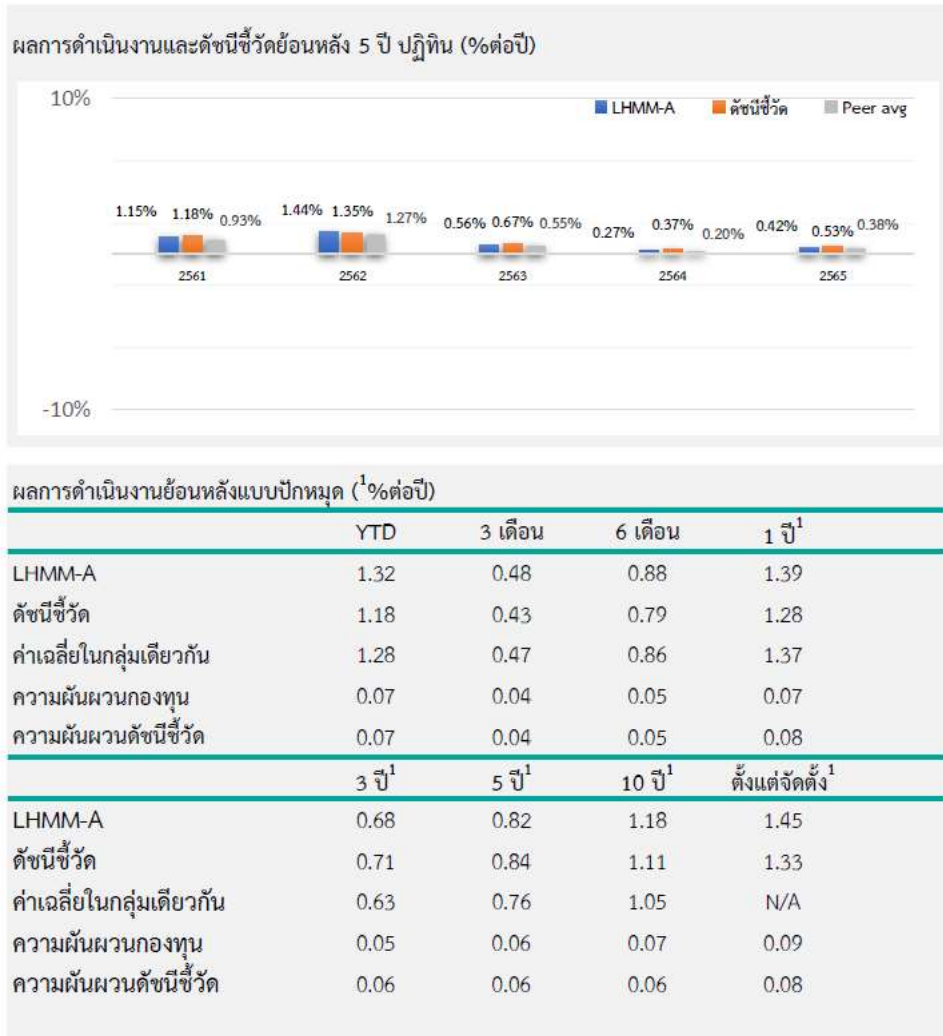 ผลการดำเนินงานและดัชนีชี้วัดย้อนหลัง 5 ปี ปฏิทิน (%ต่อปี)
10%
LHMM-A ดัชนีชี้วัด Peer avg
1.15% 1.18% 0.93% 1.44% 1.35% 1.27% 0.56% 0.67% 0.55% 0.27% 0.37% 0.20% 0.42% 0.53% 0.38%
2561 2562 2563 2564 2565
-10%
ผลการดำเนินงานย้อนหลังแบบปักหมุด (¹%ต่อปี)
YTD 3 เดือน 6 เดือน 1 ปี¹
LHMM-A 1.32 0.48 0.88 1.39
ดัชนีชี้วัด 1.18 0.43 0.79 1.28
ค่าเฉลี่ยในกลุ่มเดียวกัน 1.28 0.47 0.86 1.37
ความผันผวนกองทุน 0.07 0.04 0.05 0.07
ความผันผวนดัชนีชี้วัด 0.07 0.04 0.05 0.08
3 ปี¹ 5 ปี¹ 10 ปี¹ ตั้งแต่จัดตั้ง¹
LHMM-A 0.68 0.82 1.18 1.45
ดัชนีชี้วัด 0.71 0.84 1.11 1.33
ค่าเฉลี่ยในกลุ่มเดียวกัน 0.63 0.76 1.05 N/A
ความผันผวนกองทุน 0.05 0.06 0.07 0.09
ความผันผวนดัชนีชี้วัด 0.06 0.06 0.06 0.08